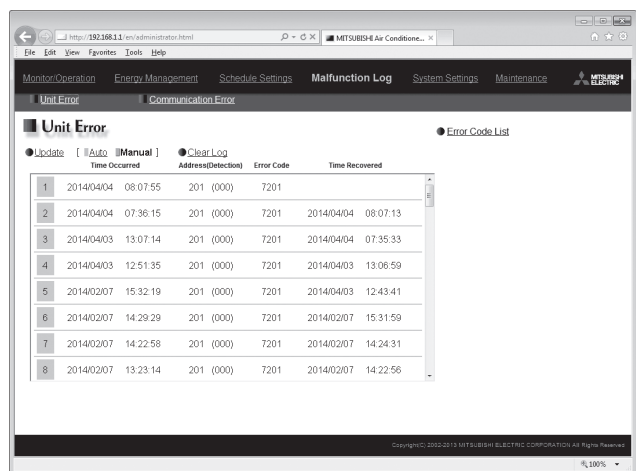 http://192.168.1.1/en/administrator.html
MITSUBISHI Air Conditione...
File Edit View Favorites Tools Help
Monitor/Operation Energy Management Schedule Settings Malfunction Log System Settings Maintenance MITSUBISHI ELECTRIC
Unit Error Communication Error
Unit Error
Error Code List
Update [ Auto Manual ] Clear Log
Time Occurred Address(Detection) Error Code Time Recovered
1 2014/04/04 08:07:55 201 (000) 7201
2 2014/04/04 07:36:15 201 (000) 7201 2014/04/04 08:07:13
3 2014/04/03 13:07:14 201 (000) 7201 2014/04/04 07:35:33
4 2014/04/03 12:51:35 201 (000) 7201 2014/04/03 13:06:59
5 2014/02/07 15:32:19 201 (000) 7201 2014/04/03 12:43:41
6 2014/02/07 14:29:29 201 (000) 7201 2014/02/07 15:31:59
7 2014/02/07 14:22:58 201 (000) 7201 2014/02/07 14:24:31
8 2014/02/07 13:23:14 201 (000) 7201 2014/02/07 14:22:56
Copyright(C) 2002-2013 MITSUBISHI ELECTRIC CORPORATION All Rights Reserved
100%